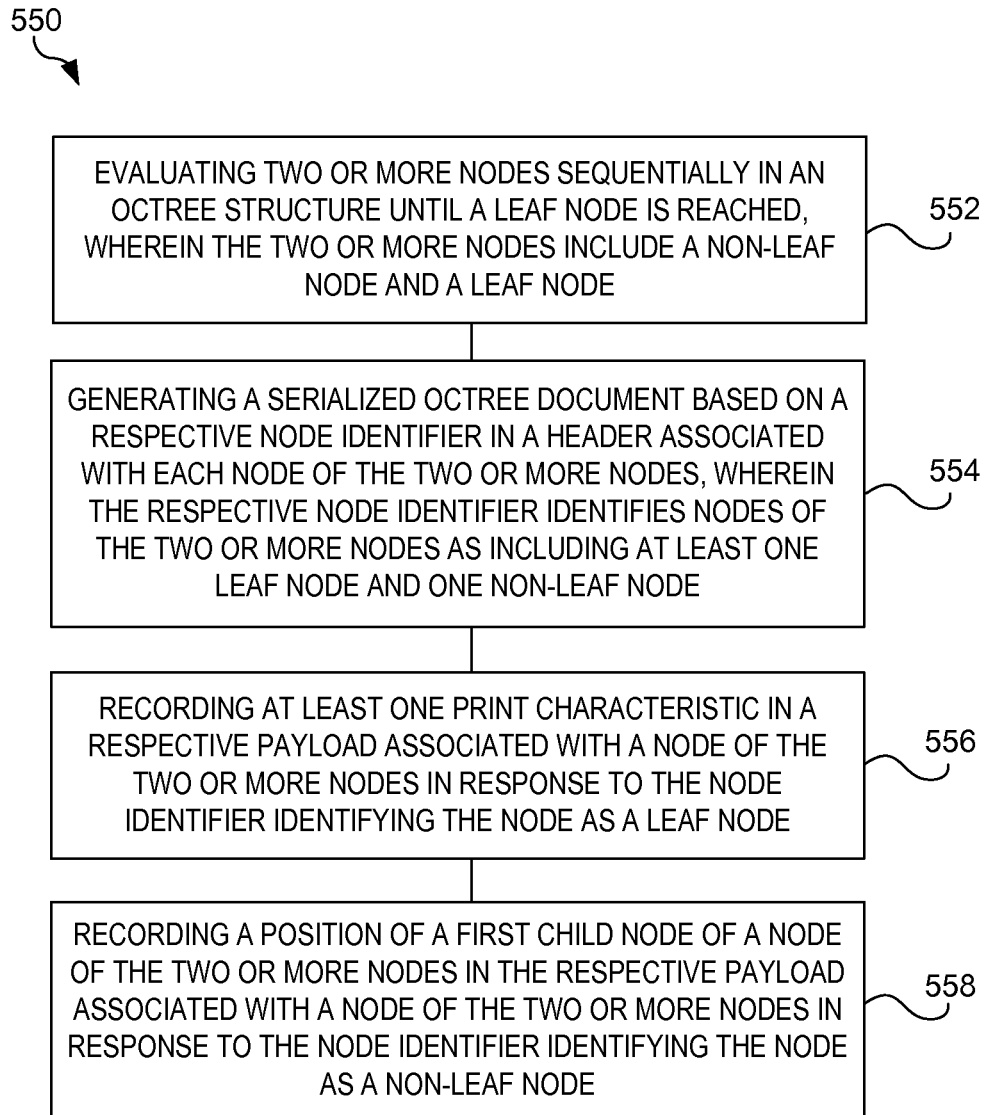 550
EVALUATING TWO OR MORE NODES SEQUENTIALLY IN AN
OCTREE STRUCTURE UNTIL A LEAF NODE IS REACHED,
WHEREIN THE TWO OR MORE NODES INCLUDE A NON-LEAF
NODE AND A LEAF NODE
552
GENERATING A SERIALIZED OCTREE DOCUMENT BASED ON A
RESPECTIVE NODE IDENTIFIER IN A HEADER ASSOCIATED
WITH EACH NODE OF THE TWO OR MORE NODES, WHEREIN
THE RESPECTIVE NODE IDENTIFIER IDENTIFIES NODES OF
THE TWO OR MORE NODES AS INCLUDING AT LEAST ONE
LEAF NODE AND ONE NON-LEAF NODE
554
RECORDING AT LEAST ONE PRINT CHARACTERISTIC IN A
RESPECTIVE PAYLOAD ASSOCIATED WITH A NODE OF THE
TWO OR MORE NODES IN RESPONSE TO THE NODE
IDENTIFIER IDENTIFYING THE NODE AS A LEAF NODE
556
RECORDING A POSITION OF A FIRST CHILD NODE OF A NODE
OF THE TWO OR MORE NODES IN THE RESPECTIVE PAYLOAD
ASSOCIATED WITH A NODE OF THE TWO OR MORE NODES IN
RESPONSE TO THE NODE IDENTIFIER IDENTIFYING THE NODE
AS A NON-LEAF NODE
558